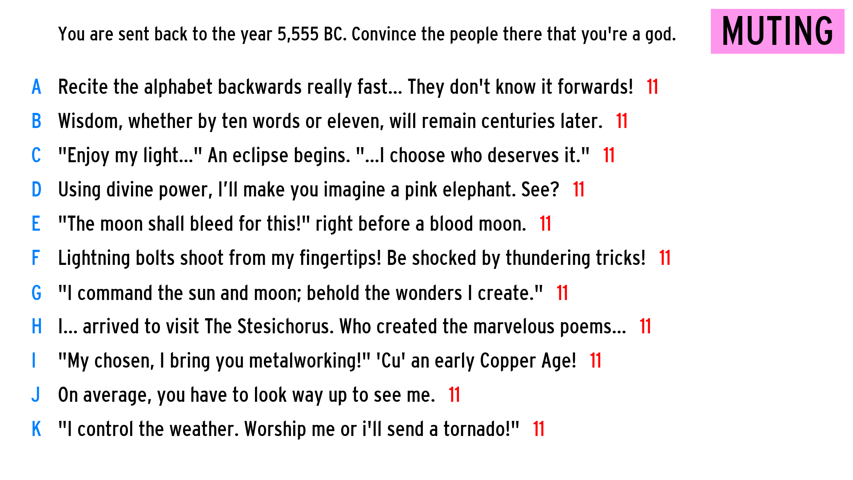 You are sent back to the year 5,555 BC. Convince the people there that you're a god.
MUTING
A Recite the alphabet backwards really fast... They don't know it forwards! 11
B Wisdom, whether by ten words or eleven, will remain centuries later. 11
C "Enjoy my light..." An eclipse begins. "...I choose who deserves it." 11
D Using divine power, I’ll make you imagine a pink elephant. See? 11
E "The moon shall bleed for this!" right before a blood moon. 11
F Lightning bolts shoot from my fingertips! Be shocked by thundering tricks! 11
G "I command the sun and moon; behold the wonders I create." 11
H I... arrived to visit The Stesichorus. Who created the marvelous poems... 11
I "My chosen, I bring you metalworking!" 'Cu' an early Copper Age! 11
J On average, you have to look way up to see me. 11
K "I control the weather. Worship me or i'll send a tornado!" 11